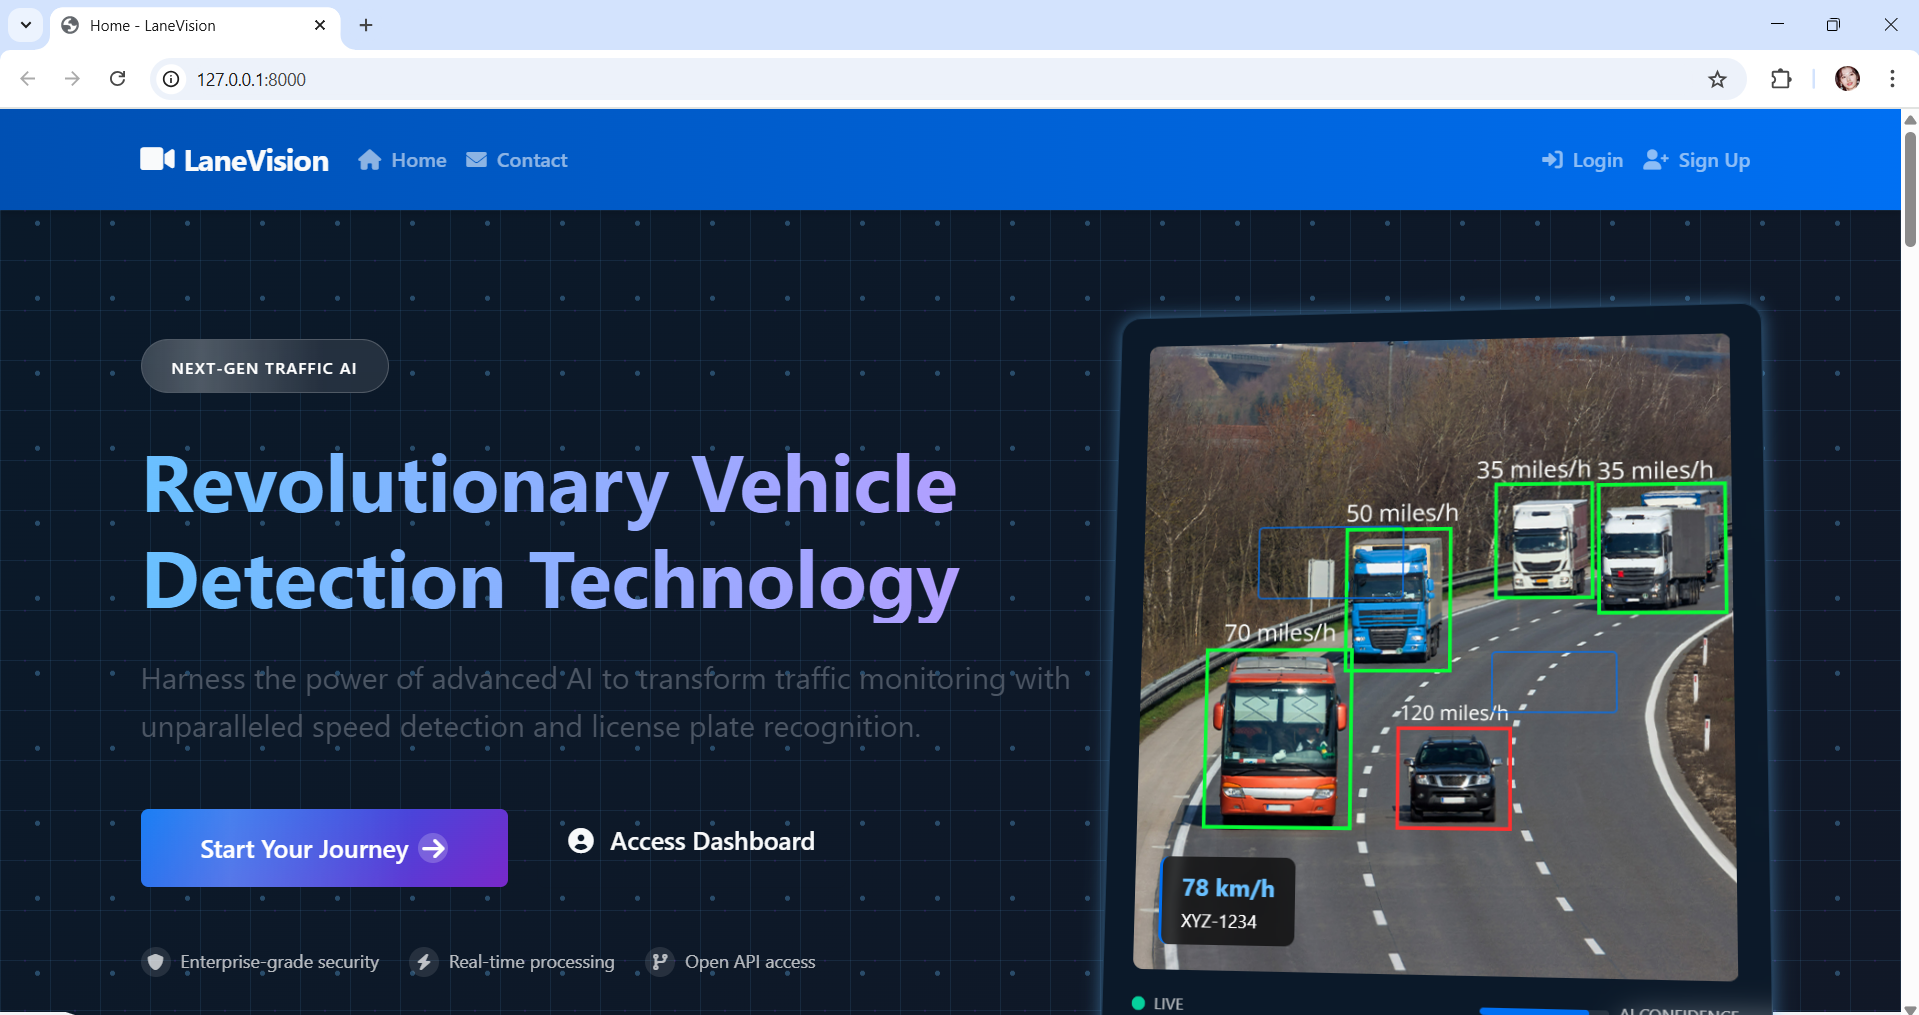 Home - LaneVision
127.0.0.1:8000
LaneVision Home Contact Login Sign Up
NEXT-GEN TRAFFIC AI
Revolutionary Vehicle
Detection Technology
Harness the power of advanced AI to transform traffic monitoring with
unparalleled speed detection and license plate recognition.
Start Your Journey
Access Dashboard
Enterprise-grade security Real-time processing Open API access
35 miles/h 35 miles/h
50 miles/h
70 miles/h
120 miles/h
78 km/h
XYZ-1234
LIVE
AI CONFIDENCE